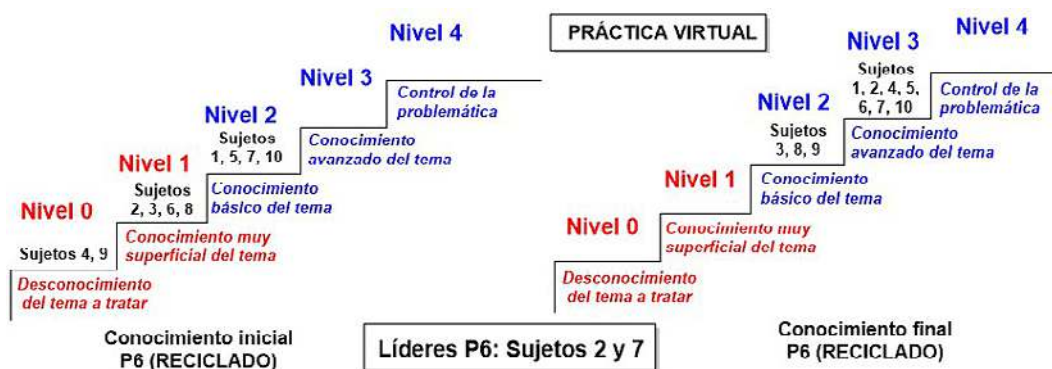 PRÁCTICA VIRTUAL
Nivel 4
Nivel 3
Control de la
problemática
Nivel 2
Sujetos
1, 5, 7, 10
Conocimiento
avanzado del tema
Nivel 1
Sujetos
2, 3, 6, 8
Conocimiento
básico del tema
Nivel 0
Sujetos 4, 9
Conocimiento muy
superficial del tema
Desconocimiento
del tema a tratar
Conocimiento inicial
P6 (RECICLADO)
Líderes P6: Sujetos 2 y 7
Nivel 4
Nivel 3
Sujetos
1, 2, 4, 5,
6, 7, 10
Control de la
problemática
Nivel 2
Sujetos
3, 8, 9
Conocimiento
avanzado del tema
Nivel 1
Conocimiento
básico del tema
Nivel 0
Conocimiento muy
superficial del tema
Desconocimiento
del tema a tratar
Conocimiento final
P6 (RECICLADO)